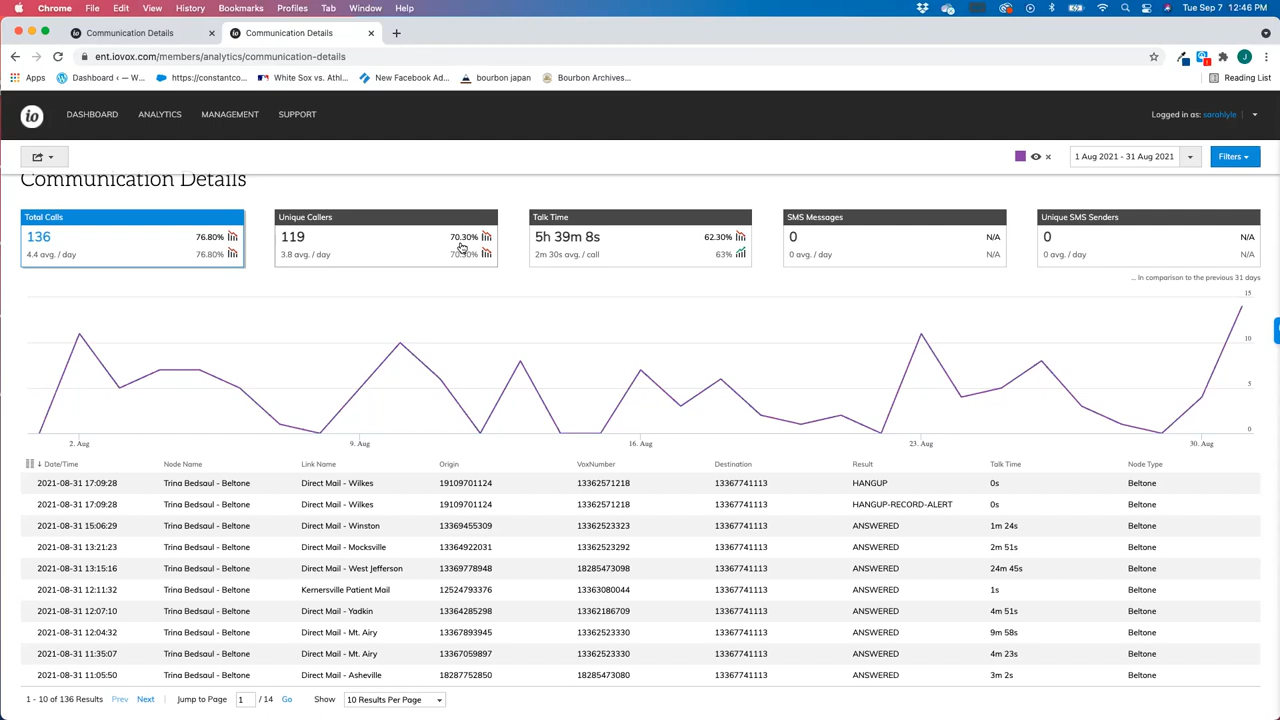 Chrome File Edit View History Bookmarks Profiles Tab Window Help Tue Sep 7 12:46 PM
Communication Details × Communication Details × +
ent.iovox.com/members/analytics/communication-details J
Apps Dashboard ‹ — W... https://constantco... White Sox vs. Athl... New Facebook Ad... bourbon japan Bourbon Archives... Reading List
io DASHBOARD ANALYTICS MANAGEMENT SUPPORT Logged in as: sarahlyle
1 Aug 2021 - 31 Aug 2021 Filters
Communication Details
Total Calls Unique Callers Talk Time SMS Messages Unique SMS Senders
136 76.80% 119 70.30% 5h 39m 8s 62.30% 0 N/A 0 N/A
4.4 avg. / day 76.80% 3.8 avg. / day 70.30% 2m 30s avg. / call 63% 0 avg. / day N/A 0 avg. / day N/A
... In comparison to the previous 31 days
15
10
5
0
2. Aug 9. Aug 16. Aug 23. Aug 30. Aug
↓ Date/Time Node Name Link Name Origin VoxNumber Destination Result Talk Time Node Type
2021-08-31 17:09:28 Trina Bedsaul - Beltone Direct Mail - Wilkes 19109701124 13362571218 13367741113 HANGUP 0s Beltone
2021-08-31 17:09:28 Trina Bedsaul - Beltone Direct Mail - Wilkes 19109701124 13362571218 13367741113 HANGUP-RECORD-ALERT 0s Beltone
2021-08-31 15:06:29 Trina Bedsaul - Beltone Direct Mail - Winston 13369455309 13362523323 13367741113 ANSWERED 1m 24s Beltone
2021-08-31 13:21:23 Trina Bedsaul - Beltone Direct Mail - Mocksville 13364922031 13362523292 13367741113 ANSWERED 2m 51s Beltone
2021-08-31 13:15:16 Trina Bedsaul - Beltone Direct Mail - West Jefferson 13369778948 18285473098 13367741113 ANSWERED 24m 45s Beltone
2021-08-31 12:11:32 Trina Bedsaul - Beltone Kernersville Patient Mail 12524793376 13363080044 13367741113 ANSWERED 1s Beltone
2021-08-31 12:07:10 Trina Bedsaul - Beltone Direct Mail - Yadkin 13364285298 13362186709 13367741113 ANSWERED 4m 51s Beltone
2021-08-31 12:04:32 Trina Bedsaul - Beltone Direct Mail - Mt. Airy 13367893945 13362523330 13367741113 ANSWERED 9m 58s Beltone
2021-08-31 11:35:07 Trina Bedsaul - Beltone Direct Mail - Mt. Airy 13367059897 13362523330 13367741113 ANSWERED 4m 23s Beltone
2021-08-31 11:05:50 Trina Bedsaul - Beltone Direct Mail - Asheville 18287752850 18285473080 13367741113 ANSWERED 3m 2s Beltone
1 - 10 of 136 Results Prev Next Jump to Page 1 / 14 Go Show 10 Results Per Page